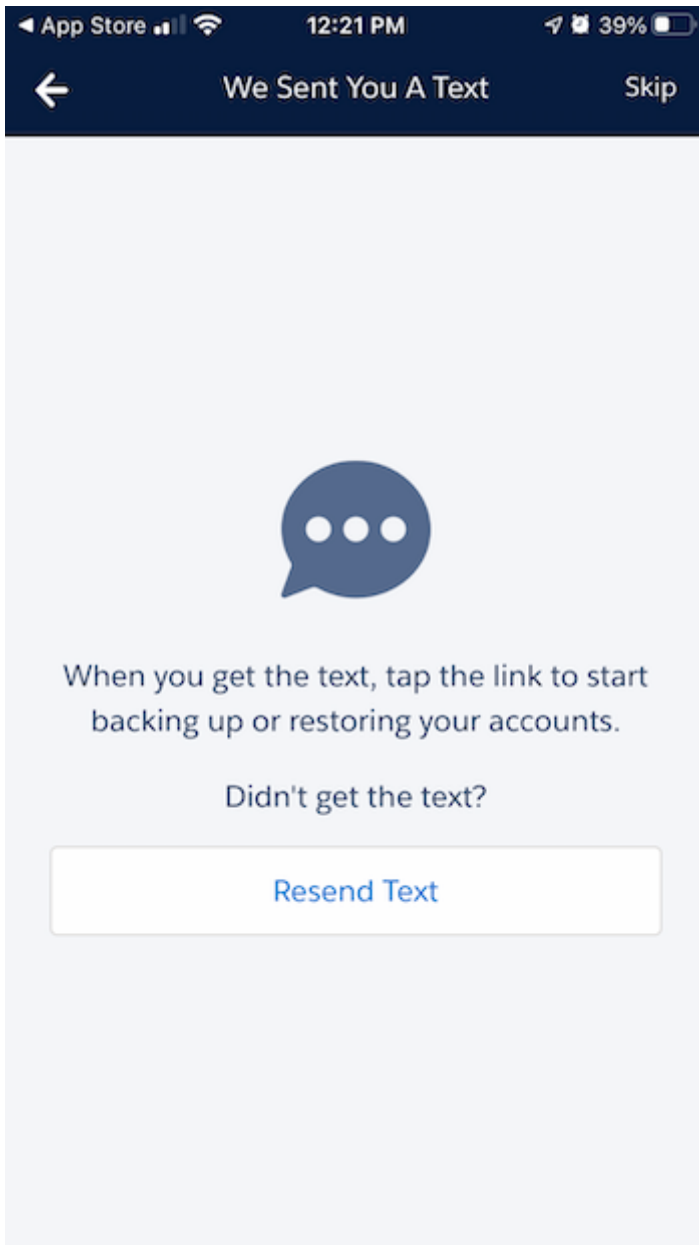 App Store 12:21 PM 39%
We Sent You A Text Skip
When you get the text, tap the link to start
backing up or restoring your accounts.
Didn't get the text?
Resend Text